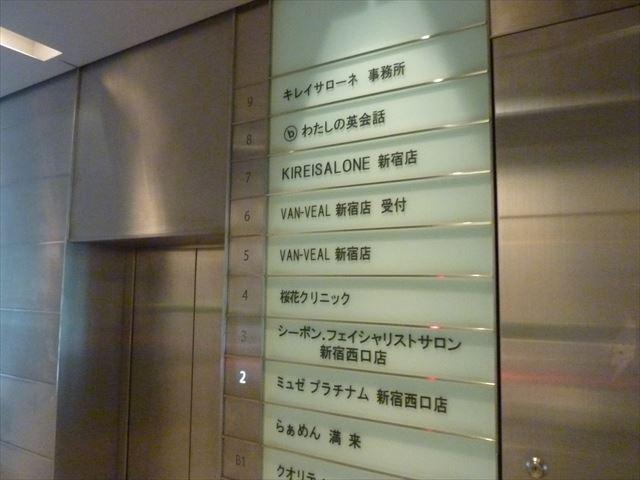 9 キレイサローネ 事務所
8 ⓑ わたしの英会話
7 KIREISALONE 新宿店
6 VAN-VEAL 新宿店 受付
5 VAN-VEAL 新宿店
4 桜花クリニック
3 シーボン.フェイシャリストサロン
新宿西口店
2 ミュゼ プラチナム 新宿西口店
らぁめん 満 来
B1 クオリテ